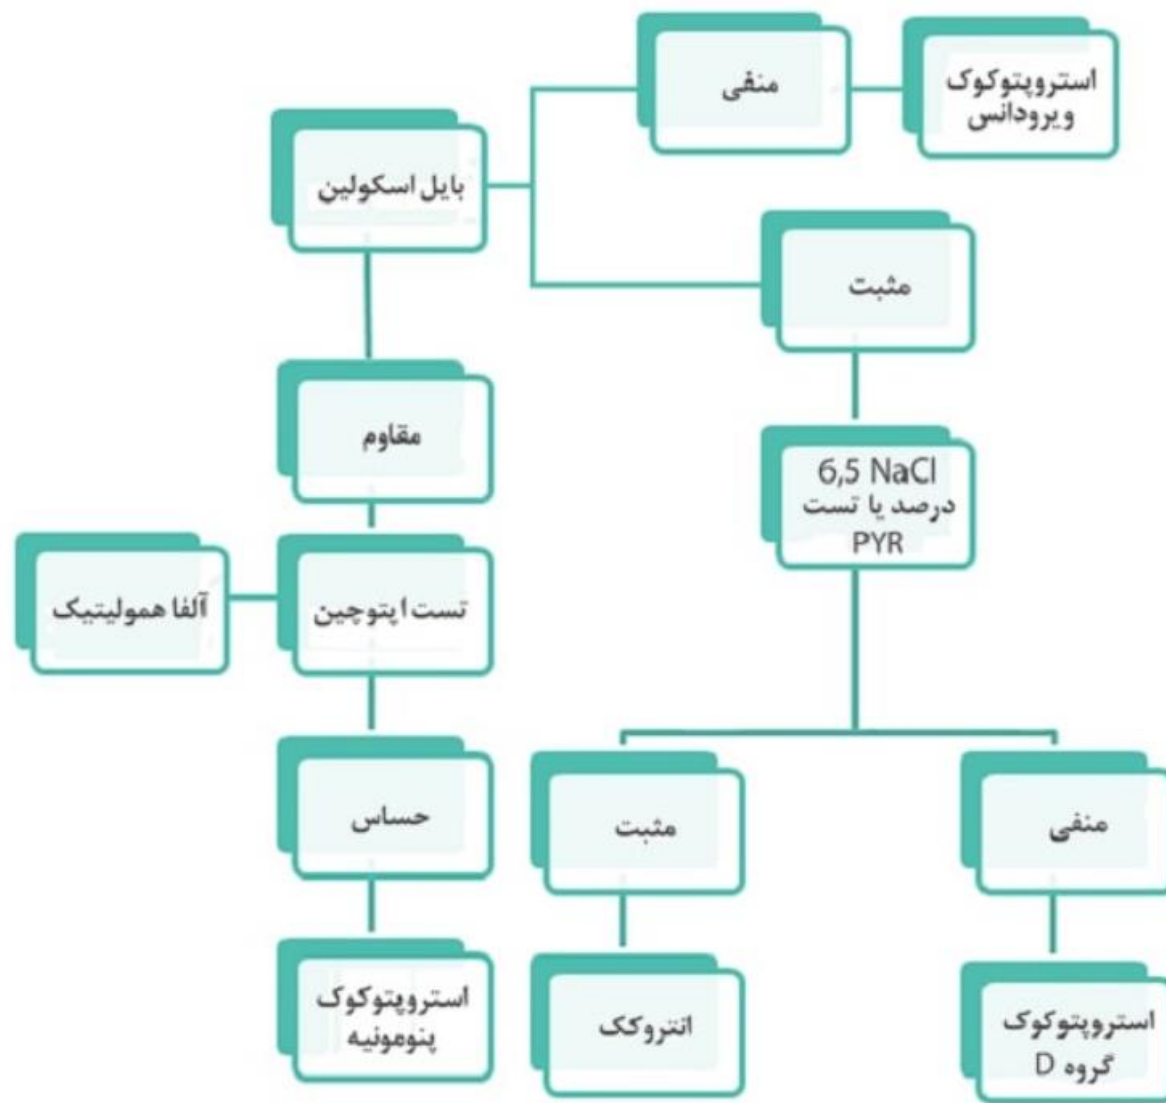 منفی
استروپتوکوک
ویرودانس
بایل اسکولین
مثبت
مقاوم
6,5 NaCl
درصد یا تست
PYR
آلفا همولیتیک
تست اپتوچین
حساس
مثبت
منفی
استروپتوکوک
پنومونیه
انتروکک
استروپتوکوک
گروه D